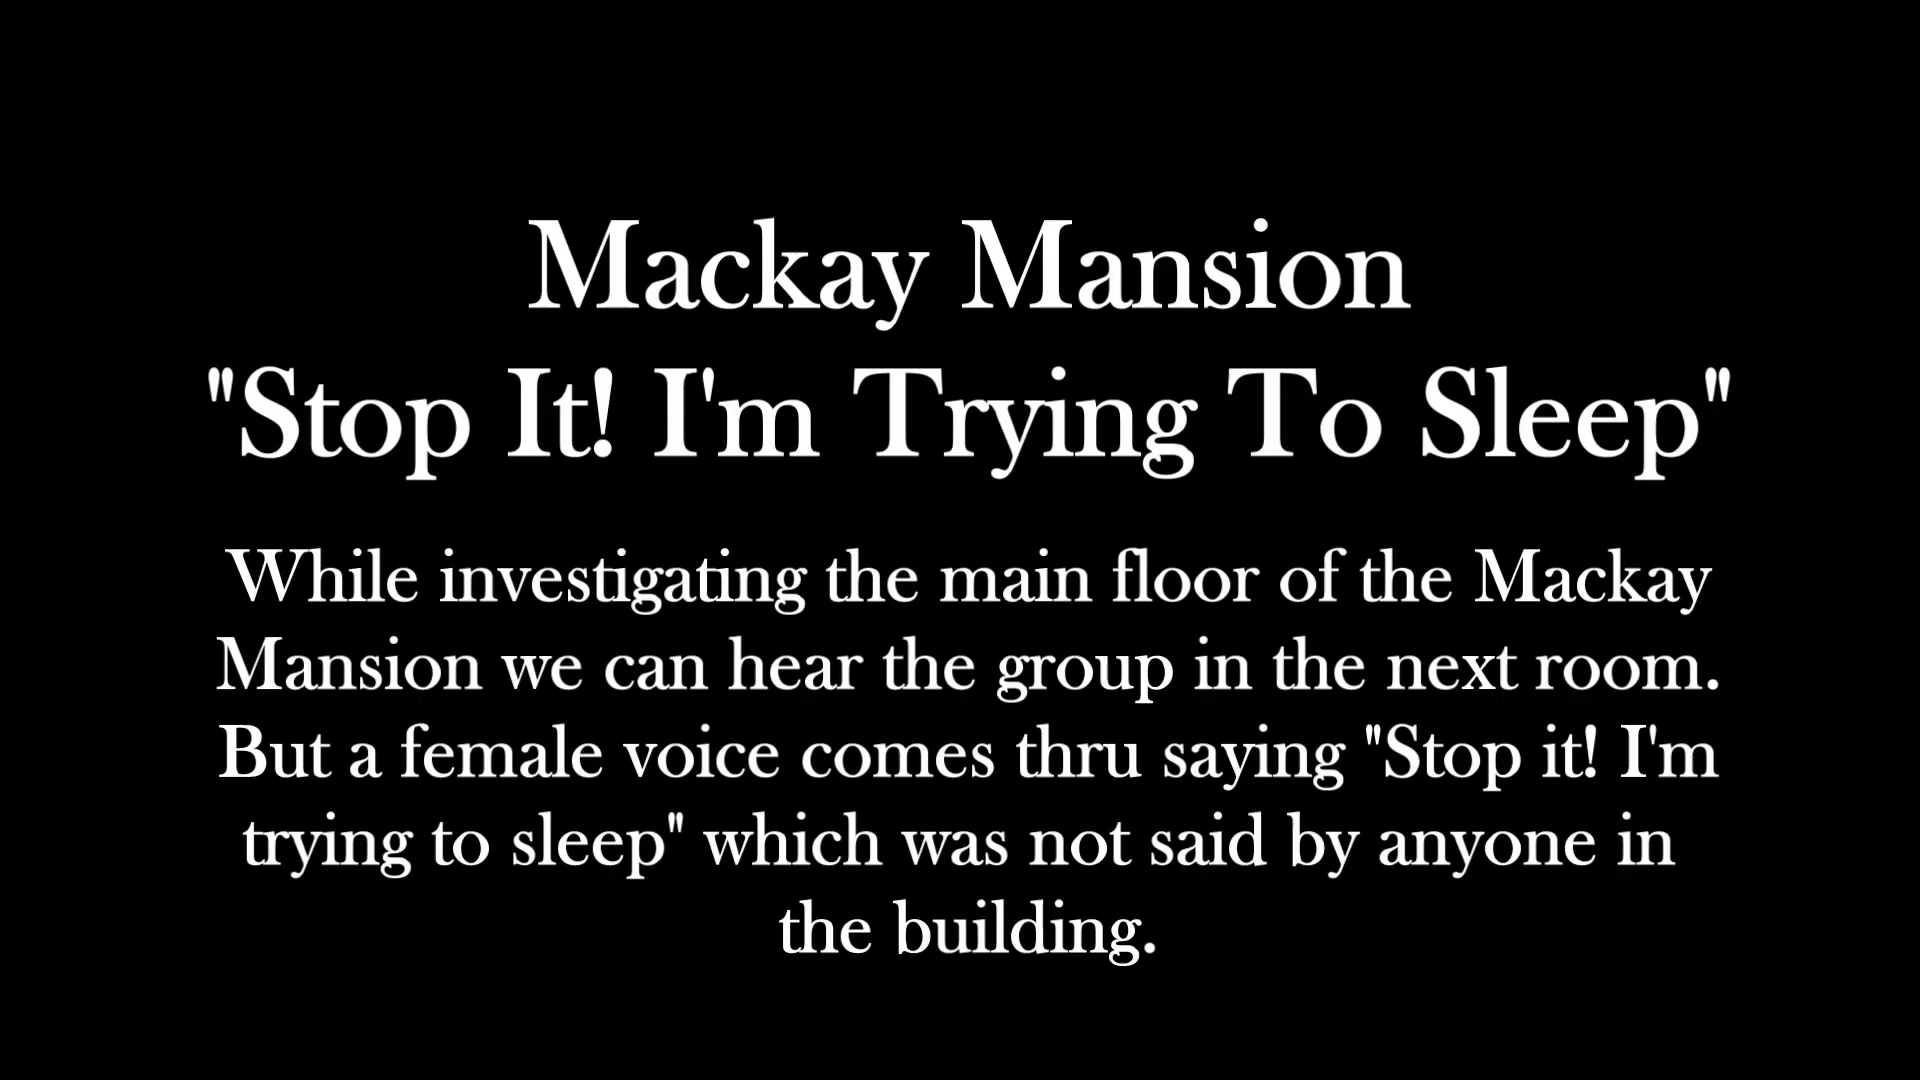 Mackay Mansion
"Stop It! I'm Trying To Sleep"
While investigating the main floor of the Mackay
Mansion we can hear the group in the next room.
But a female voice comes thru saying "Stop it! I'm
trying to sleep" which was not said by anyone in
the building.